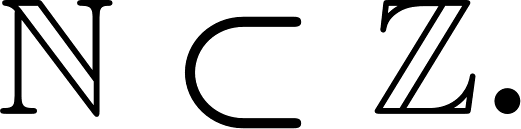 ℕ ⊂ ℤ.